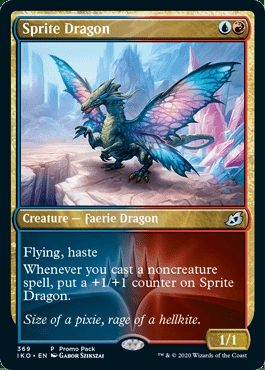 Sprite Dragon
Creature — Faerie Dragon
Flying, haste
Whenever you cast a noncreature
spell, put a +1/+1 counter on Sprite
Dragon.
Size of a pixie, rage of a hellkite.
1/1
369 P Promo Pack
IKO • EN GABOR SZIKSZAI
™ & © 2020 Wizards of the Coast